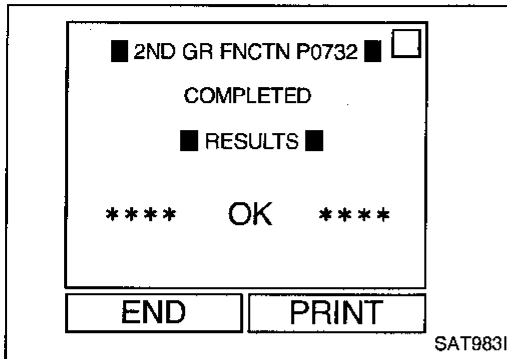 ■ 2ND GR FNCTN P0732 ■
COMPLETED
■ RESULTS ■
**** OK ****
END PRINT
SAT983I